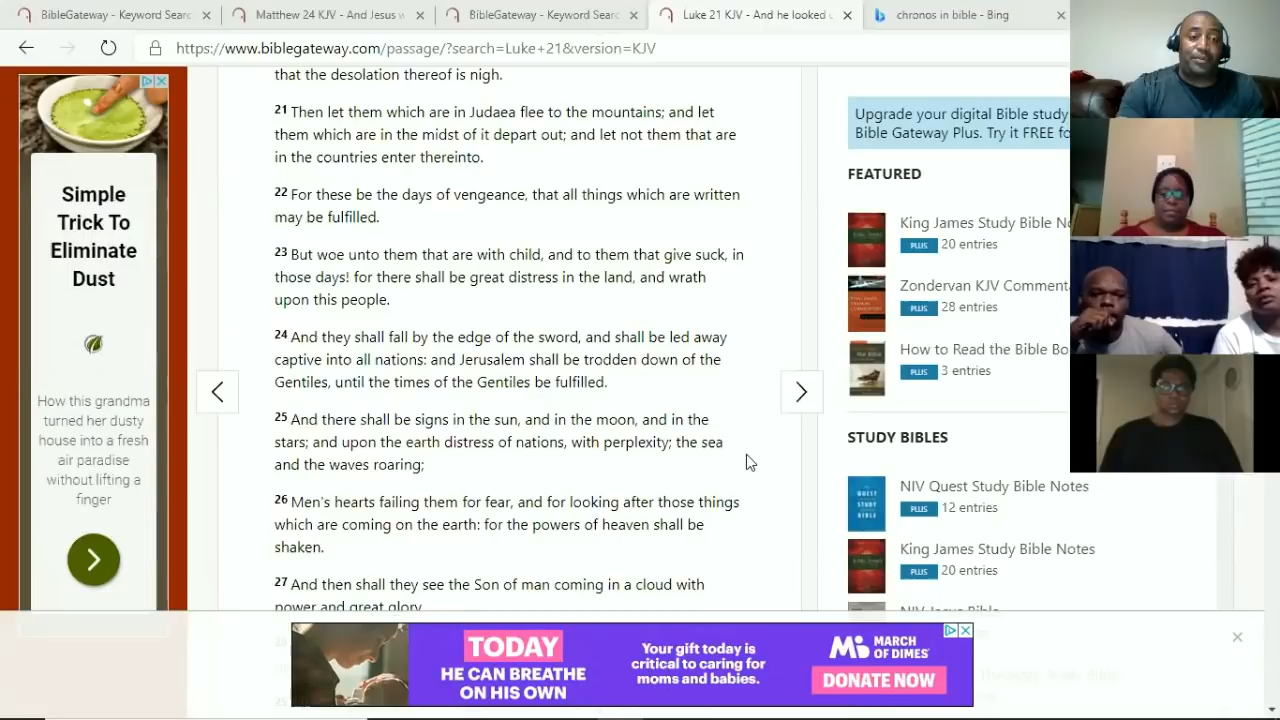 BibleGateway - Keyword Searc
Matthew 24 KJV - And Jesus w
BibleGateway - Keyword Searc
Luke 21 KJV - And he looked
chronos in bible - Bing
https://www.biblegateway.com/passage/?search=Luke+21&version=KJV
that the desolation thereof is nigh.
21 Then let them which are in Judaea flee to the mountains; and let
them which are in the midst of it depart out; and let not them that are
in the countries enter thereinto.
22 For these be the days of vengeance, that all things which are written
may be fulfilled.
23 But woe unto them that are with child, and to them that give suck, in
those days! for there shall be great distress in the land, and wrath
upon this people.
24 And they shall fall by the edge of the sword, and shall be led away
captive into all nations: and Jerusalem shall be trodden down of the
Gentiles, until the times of the Gentiles be fulfilled.
25 And there shall be signs in the sun, and in the moon, and in the
stars; and upon the earth distress of nations, with perplexity; the sea
and the waves roaring;
26 Men's hearts failing them for fear, and for looking after those things
which are coming on the earth: for the powers of heaven shall be
shaken.
27 And then shall they see the Son of man coming in a cloud with
power and great glory
Simple
Trick To
Eliminate
Dust
How this grandma
turned her dusty
house into a fresh
air paradise
without lifting a
finger
Upgrade your digital Bible study
Bible Gateway Plus. Try it FREE fo
FEATURED
King James Study Bible No
PLUS 20 entries
Zondervan KJV Commenta
PLUS 28 entries
How to Read the Bible Bo
PLUS 3 entries
STUDY BIBLES
NIV Quest Study Bible Notes
PLUS 12 entries
King James Study Bible Notes
PLUS 20 entries
NIV Jesus Bible
TODAY
HE CAN BREATHE
ON HIS OWN
Your gift today is
critical to caring for
moms and babies.
MARCH
OF DIMES
DONATE NOW